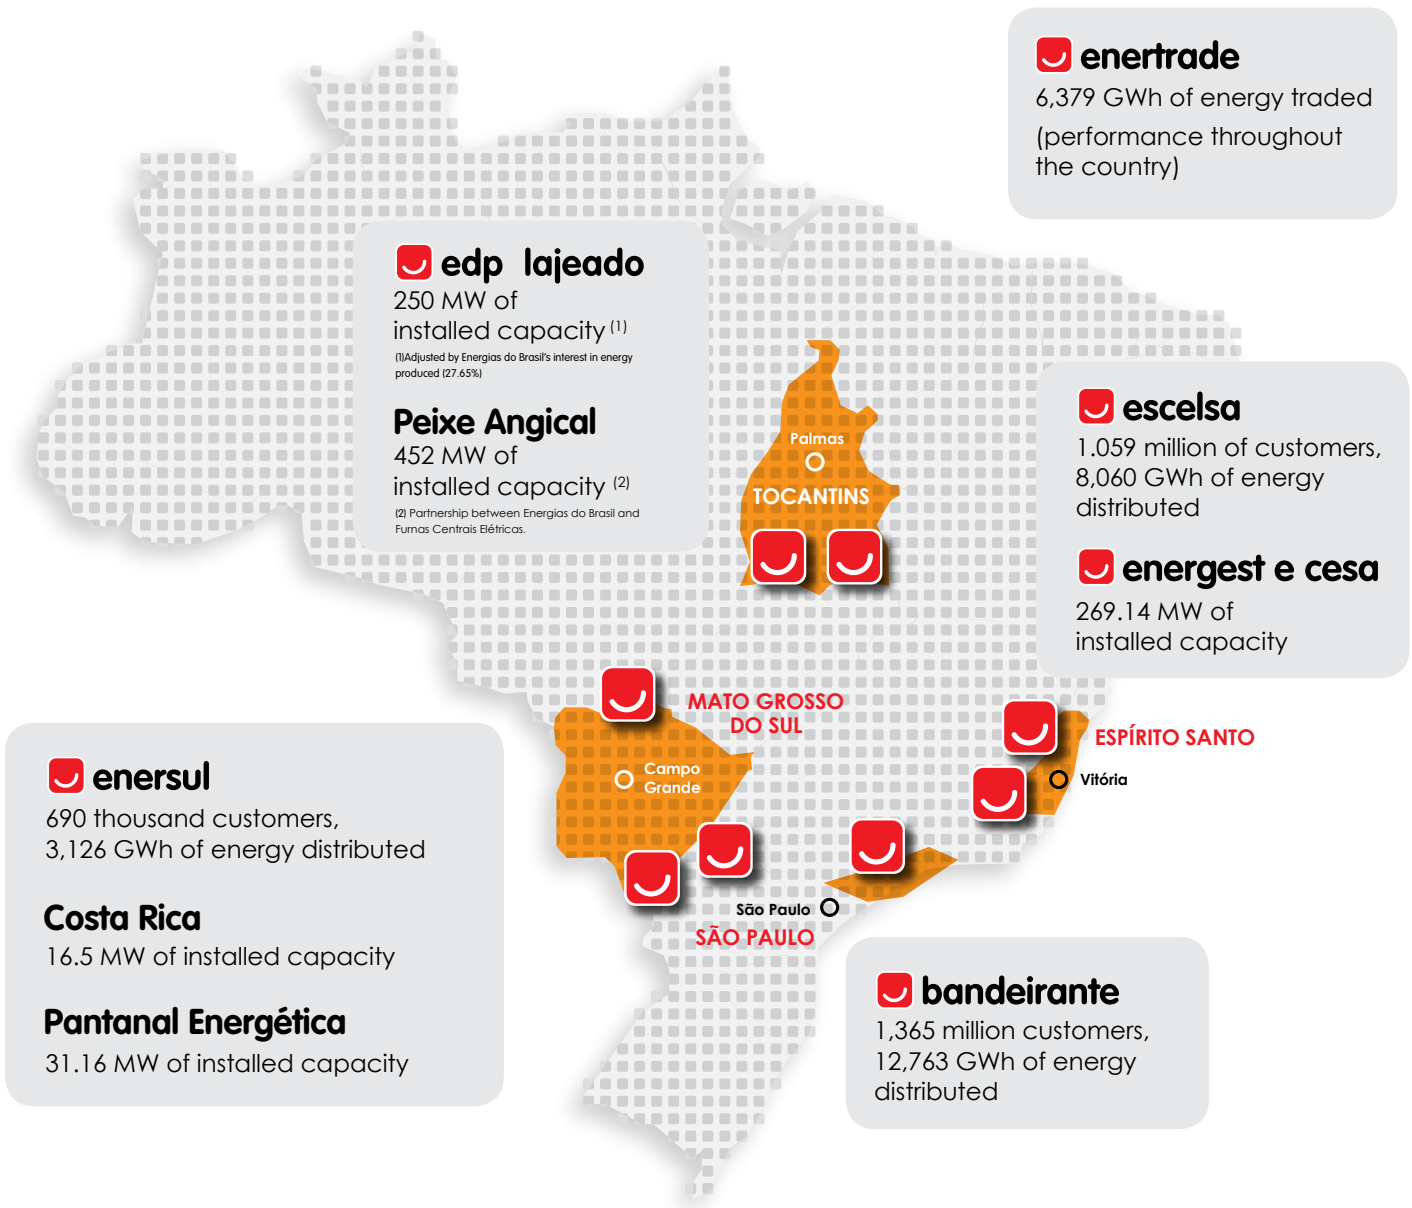 enertrade
6,379 GWh of energy traded
(performance throughout
the country)
edp lajeado
250 MW of
installed capacity (1)
(1)Adjusted by Energias do Brasil's interest in energy
produced (27.65%)
Peixe Angical
452 MW of
installed capacity (2)
(2) Partnership between Energias do Brasil and
Furnas Centrais Elétricas.
Palmas
TOCANTINS
escelsa
1.059 million of customers,
8,060 GWh of energy
distributed
energest e cesa
269.14 MW of
installed capacity
MATO GROSSO
DO SUL
Campo
Grande
ESPÍRITO SANTO
Vitória
enersul
690 thousand customers,
3,126 GWh of energy distributed
Costa Rica
16.5 MW of installed capacity
Pantanal Energética
31.16 MW of installed capacity
São Paulo
SÃO PAULO
bandeirante
1,365 million customers,
12,763 GWh of energy
distributed